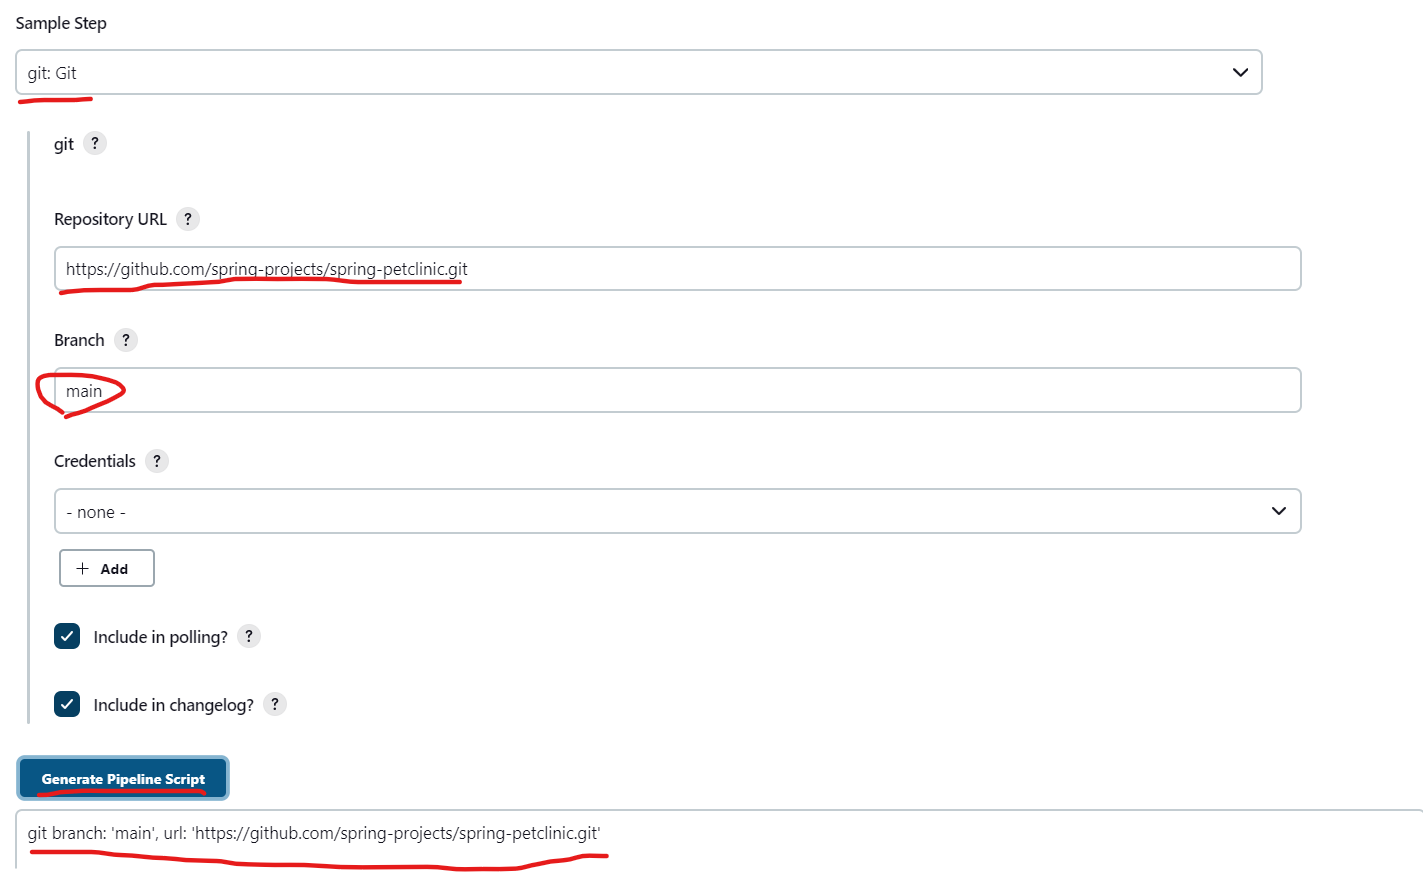 Sample Step
git: Git
git ?
Repository URL ?
https://github.com/spring-projects/spring-petclinic.git
Branch ?
main
Credentials ?
- none -
+ Add
Include in polling? ?
Include in changelog? ?
Generate Pipeline Script
git branch: 'main', url: 'https://github.com/spring-projects/spring-petclinic.git'